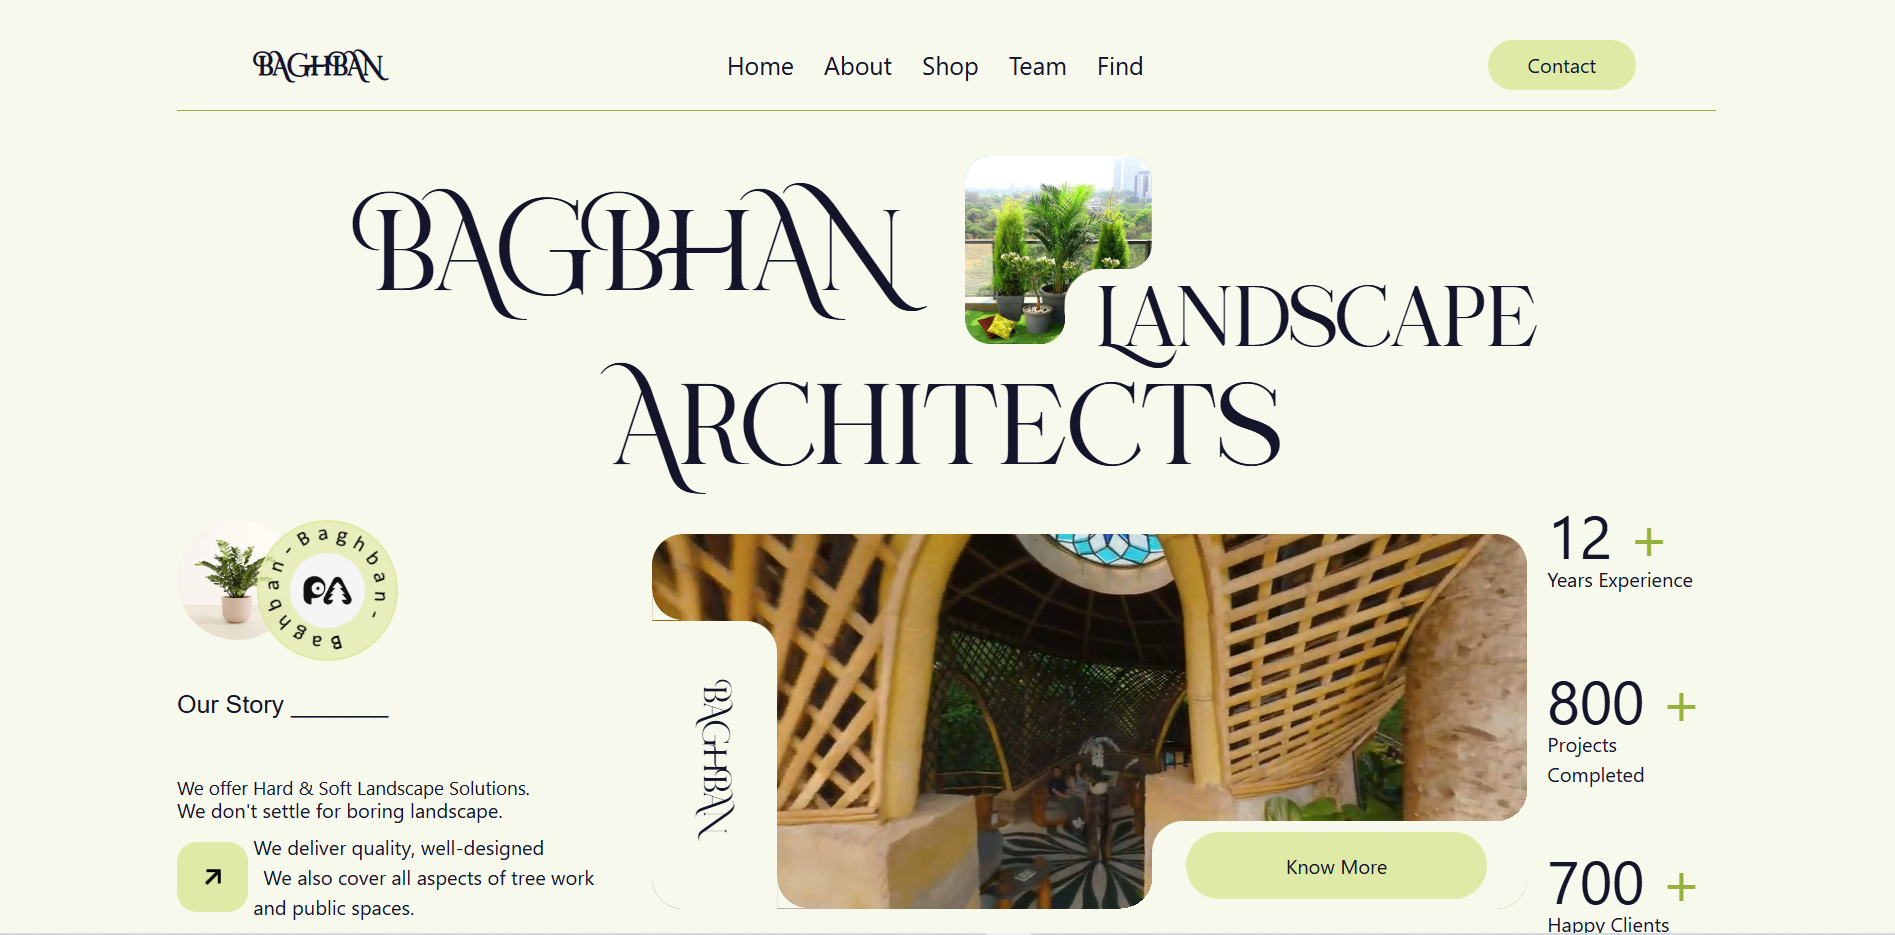 BAGHBAN
Home About Shop Team Find
Contact
BAGBHAN
LANDSCAPE
ARCHITECTS
- Baghban - Baghban
PA
Our Story ________
We offer Hard & Soft Landscape Solutions.
We don't settle for boring landscape.
We deliver quality, well-designed
We also cover all aspects of tree work
and public spaces.
BAGHBAN
Know More
12 +
Years Experience
800 +
Projects
Completed
700 +
Happy Clients